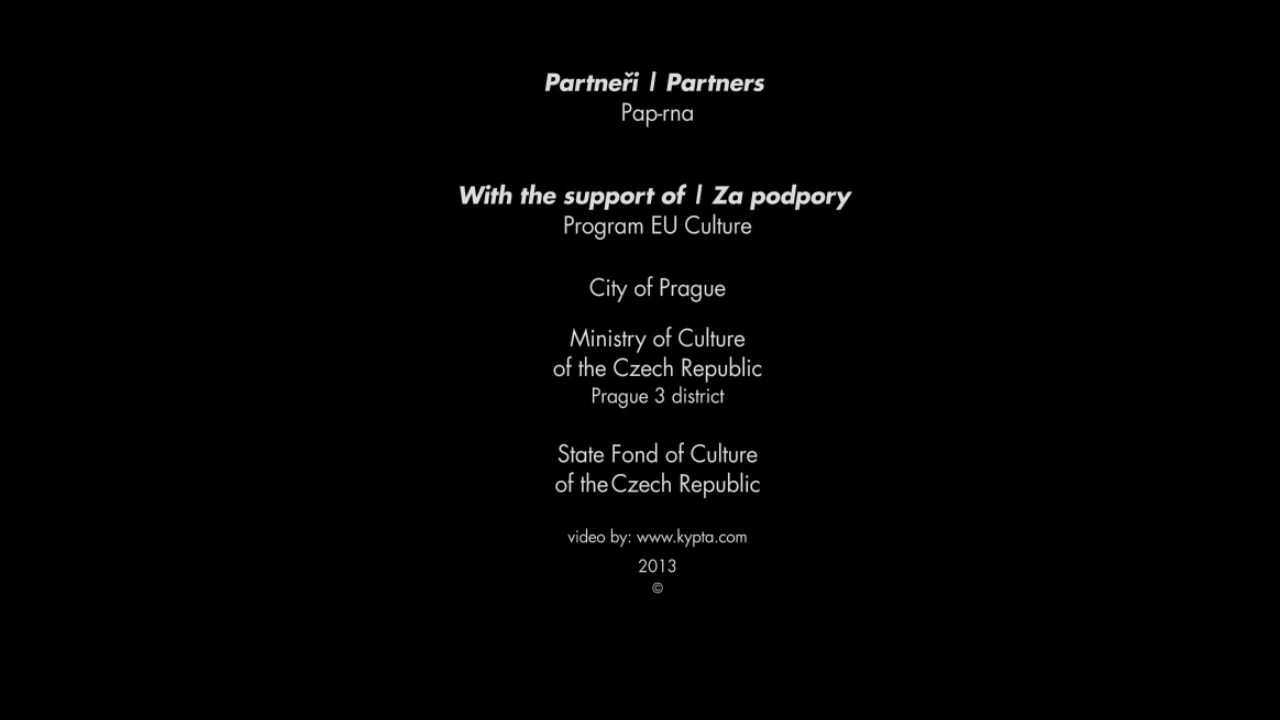 Partneři | Partners
Pap-rna
With the support of | Za podpory
Program EU Culture
City of Prague
Ministry of Culture
of the Czech Republic
Prague 3 district
State Fond of Culture
of the Czech Republic
video by: www.kypta.com
2013
©